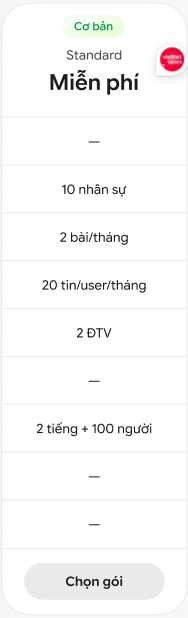 Cơ bản
Standard
Miễn phí
—
10 nhân sự
2 bài/tháng
20 tin/user/tháng
2 ĐTV
—
2 tiếng + 100 người
—
—
Chọn gói